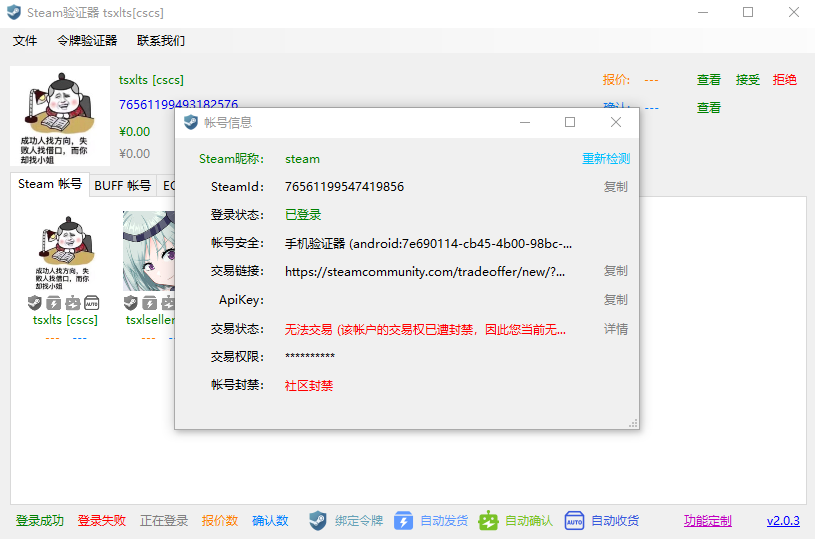 Steam验证器 tsxlts[cscs]
文件 令牌验证器 联系我们
tsxlts [cscs]
76561199493182576
¥0.00
¥0.00
报价: --- 查看 接受 拒绝
确认: --- 查看
成功人找方向，失
败人找借口，而你
却找小姐
Steam 帐号 BUFF 帐号
成功人找方向，失
败人找借口，而你
却找小姐
AUTO
tsxlts [cscs]
--- ---
tsxlseller
---
帐号信息
Steam昵称: steam 重新检测
SteamId: 76561199547419856 复制
登录状态: 已登录
帐号安全: 手机验证器 (android:7e690114-cb45-4b00-98bc-...
交易链接: https://steamcommunity.com/tradeoffer/new/?... 复制
ApiKey: 复制
交易状态: 无法交易 (该帐户的交易权已遭封禁，因此您当前无... 详情
交易权限: **********
帐号封禁: 社区封禁
登录成功 登录失败 正在登录 报价数 确认数 绑定令牌 自动发货 自动确认 AUTO 自动收货 功能定制 v2.0.3